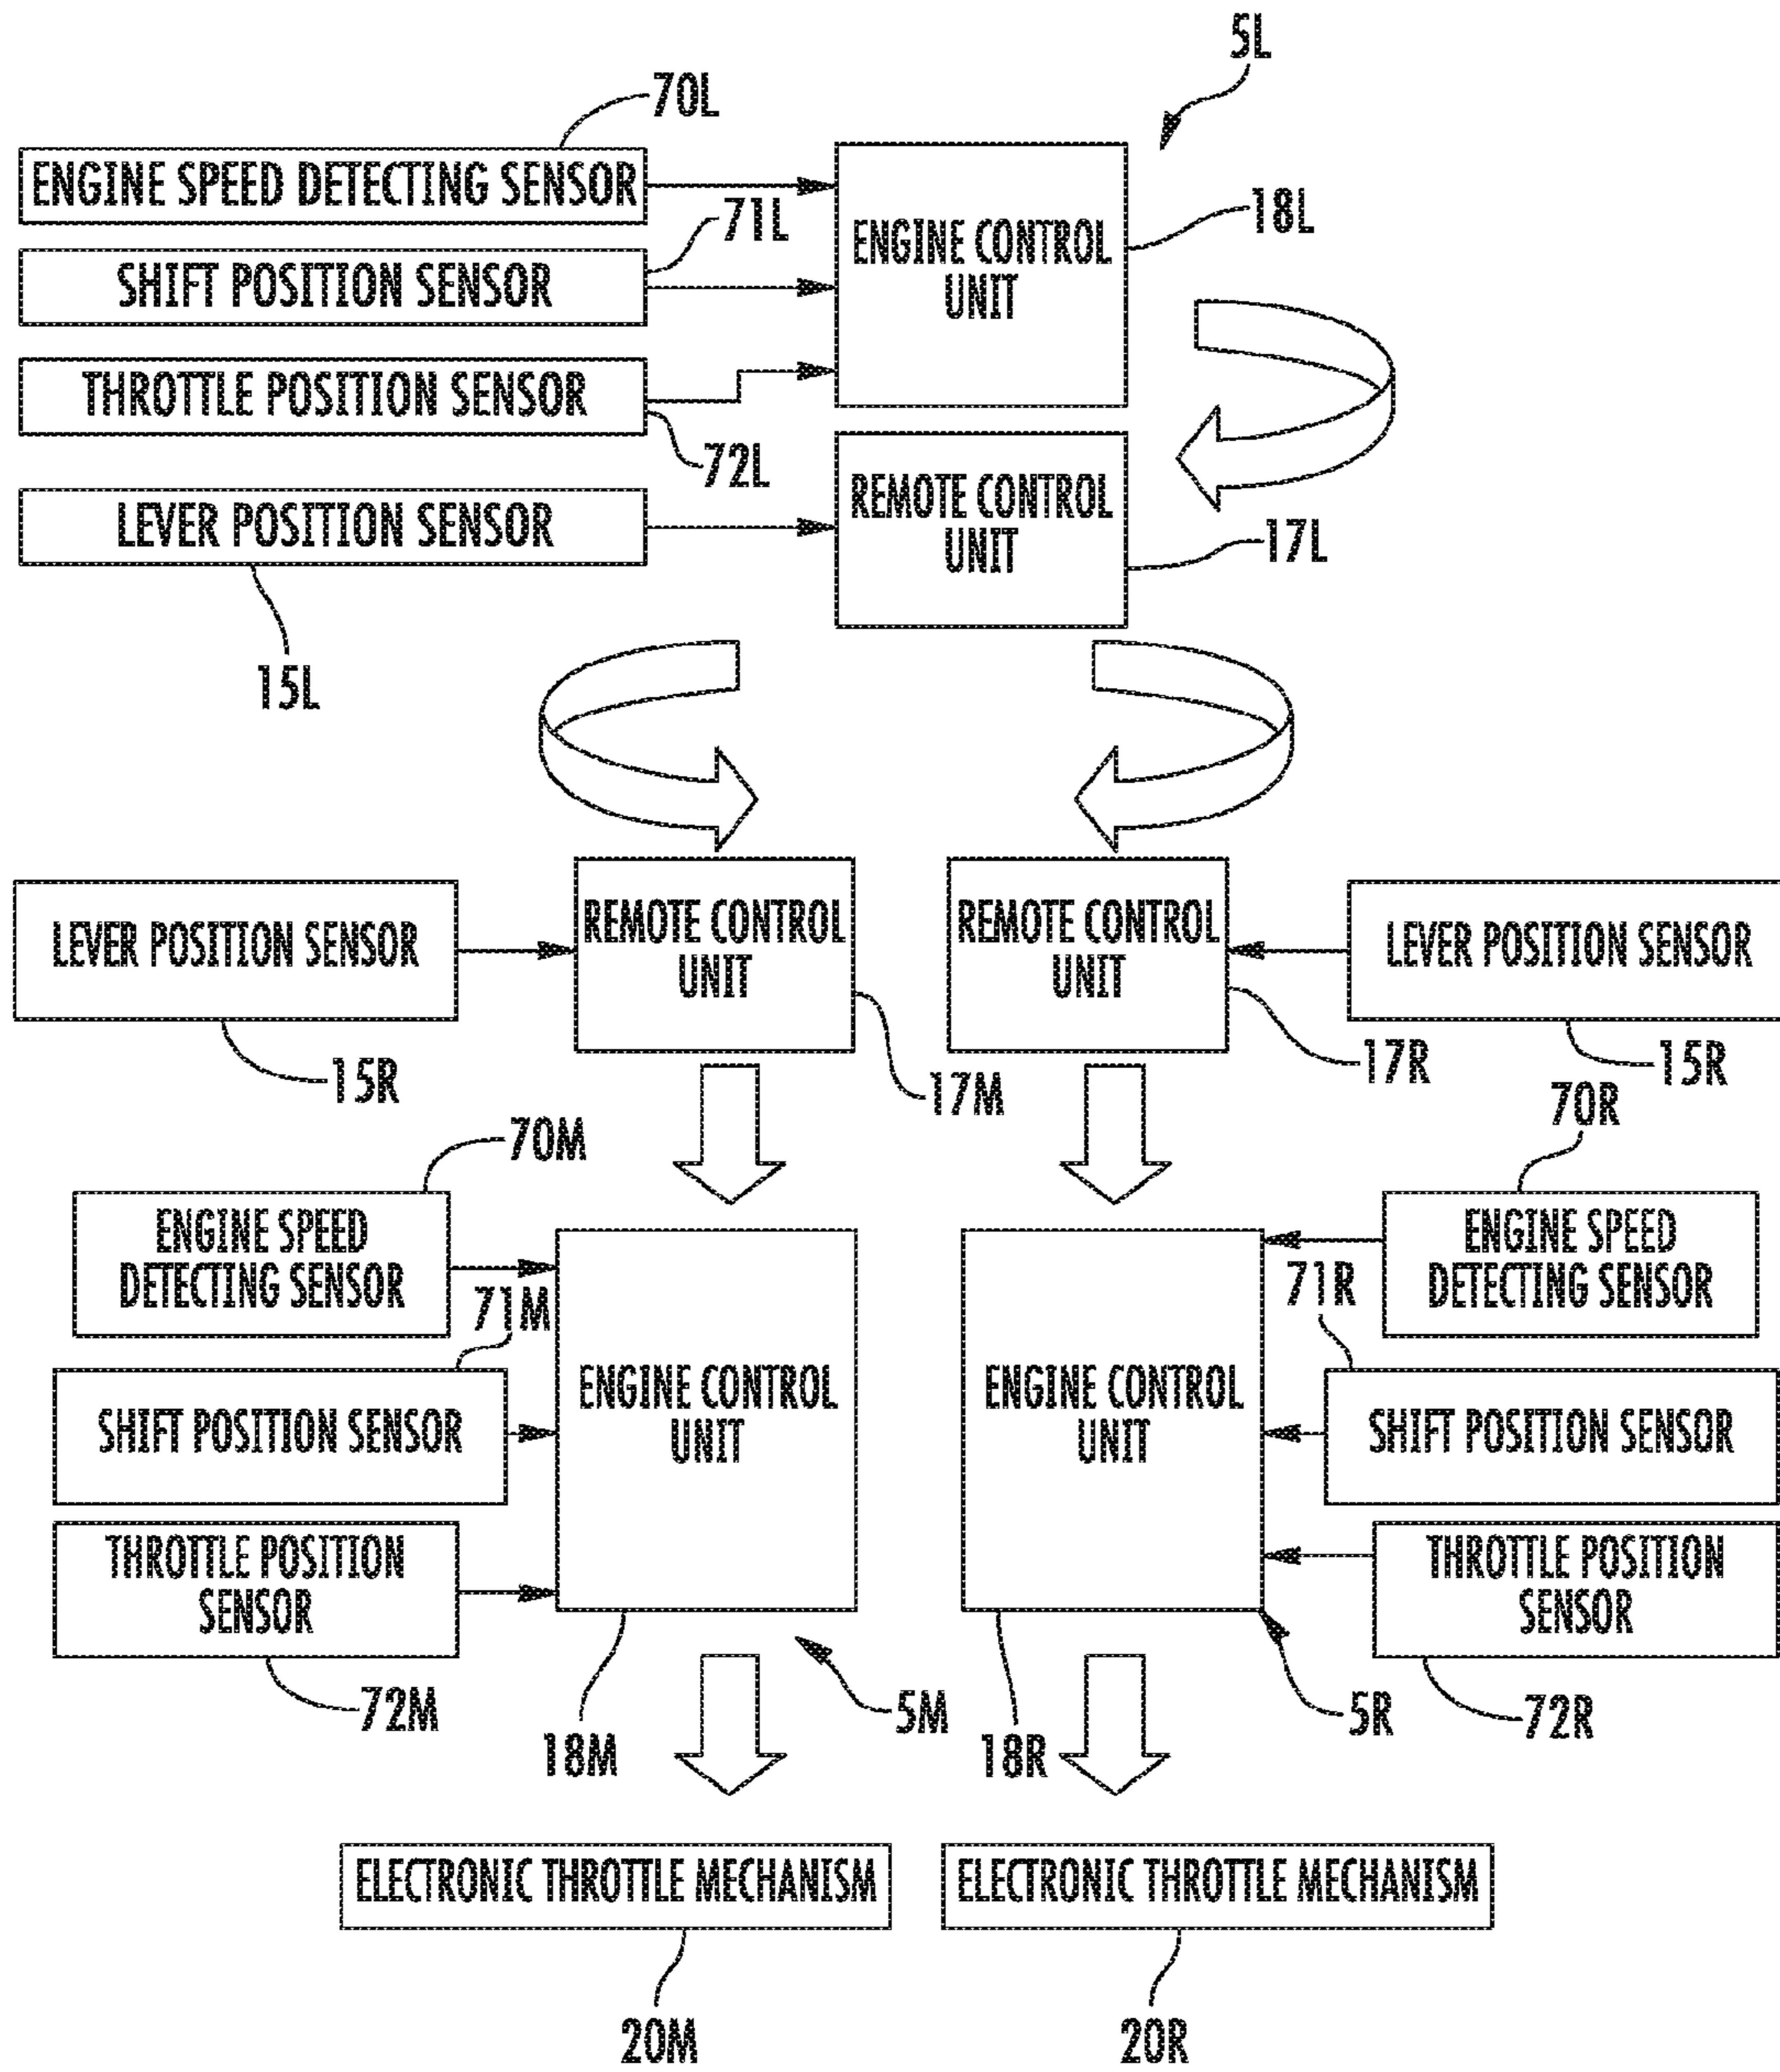 5L
70L
ENGINE SPEED DETECTING SENSOR
71L
18L
ENGINE CONTROL
UNIT
SHIFT POSITION SENSOR
THROTTLE POSITION SENSOR
72L
REMOTE CONTROL
UNIT
LEVER POSITION SENSOR
17L
15L
LEVER POSITION SENSOR
REMOTE CONTROL
UNIT
REMOTE CONTROL
UNIT
LEVER POSITION SENSOR
15R
17M
17R
15R
70M
70R
ENGINE SPEED
DETECTING SENSOR
71M
71R
ENGINE SPEED
DETECTING SENSOR
SHIFT POSITION SENSOR
ENGINE CONTROL
UNIT
ENGINE CONTROL
UNIT
SHIFT POSITION SENSOR
THROTTLE POSITION
SENSOR
THROTTLE POSITION
SENSOR
72M
18M
5M
18R
5R
72R
ELECTRONIC THROTTLE MECHANISM
ELECTRONIC THROTTLE MECHANISM
20M
20R